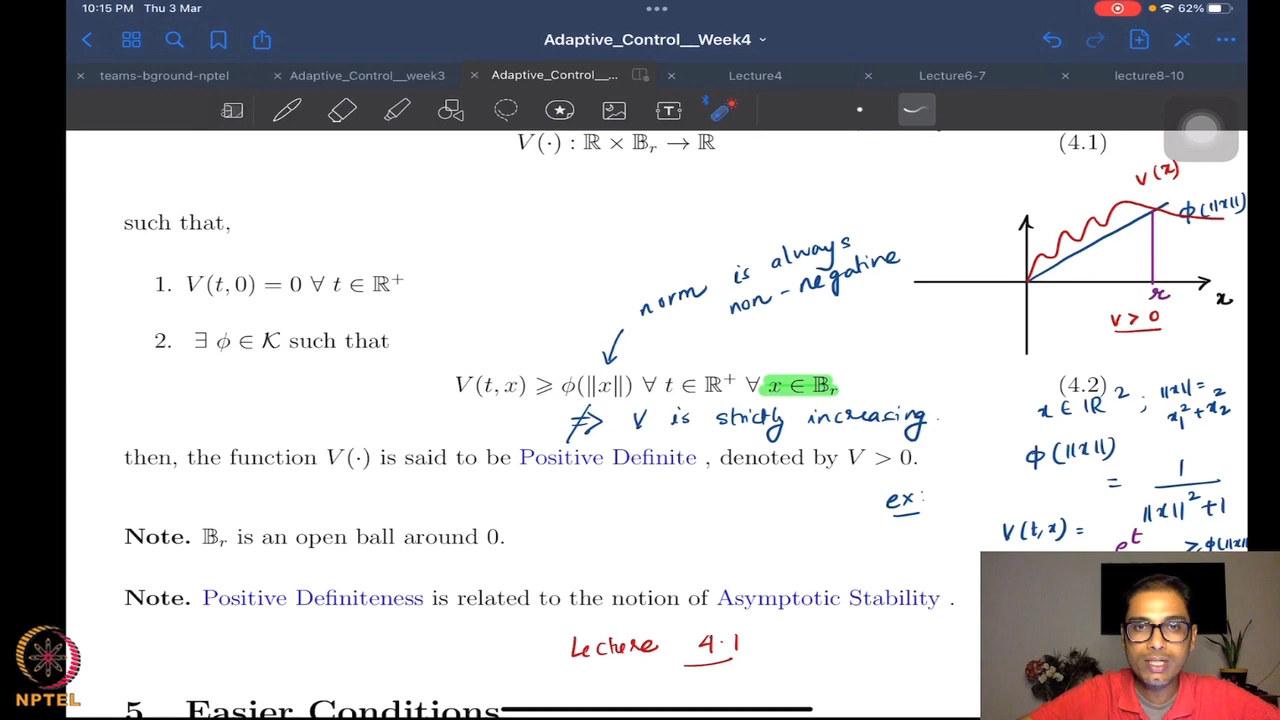 10:15 PM Thu 3 Mar
62%
Adaptive_Control__Week4
teams-bground-nptel
Adaptive_Control__week3
Adaptive_Control__...
Lecture4
Lecture6-7
lecture8-10
V(·) : ℝ × 𝔹ᵣ → ℝ (4.1)
V(x)
ϕ(||x||)
such that,
norm is always
non-negative
1. V(t, 0) = 0 ∀ t ∈ ℝ⁺
r
x
V > 0
2. ∃ ϕ ∈ 𝒦 such that
V(t, x) ⩾ ϕ(‖x‖) ∀ t ∈ ℝ⁺ ∀ x ∈ 𝔹ᵣ (4.2)
⇏ V is strictly increasing.
x ∈ ℝ² ; ||x|| =
x₁² + x₂²
then, the function V(·) is said to be Positive Definite , denoted by V > 0.
ϕ(||x||)
= 1 / ||x||² + 1
ex:
Note. 𝔹ᵣ is an open ball around 0.
V(t,x) =
eᵗ
≥ ϕ(||x||
Note. Positive Definiteness is related to the notion of Asymptotic Stability .
Lecture 4.1
5 Easier Conditions
NPTEL